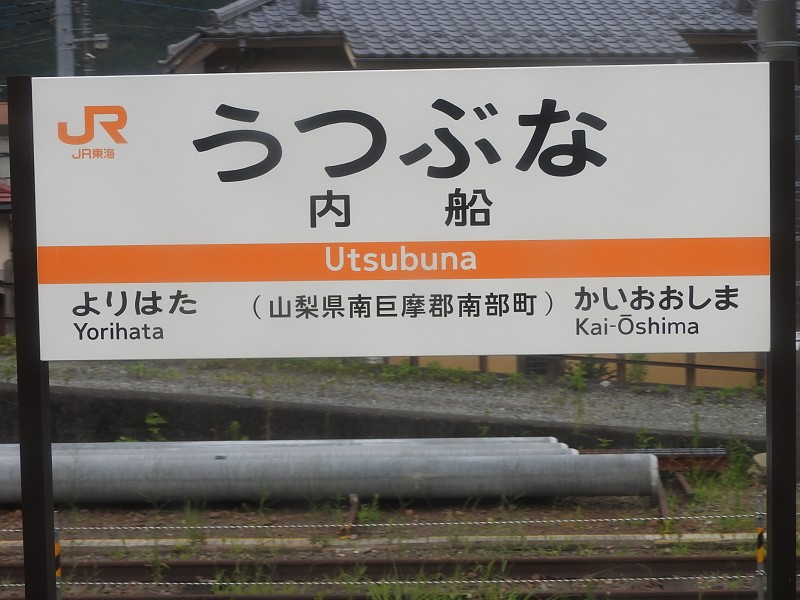 JR
JR東海
うつぶな
内船
Utsubuna
よりはた
Yorihata
（山梨県南巨摩郡南部町）
かいおおしま
Kai-Ōshima